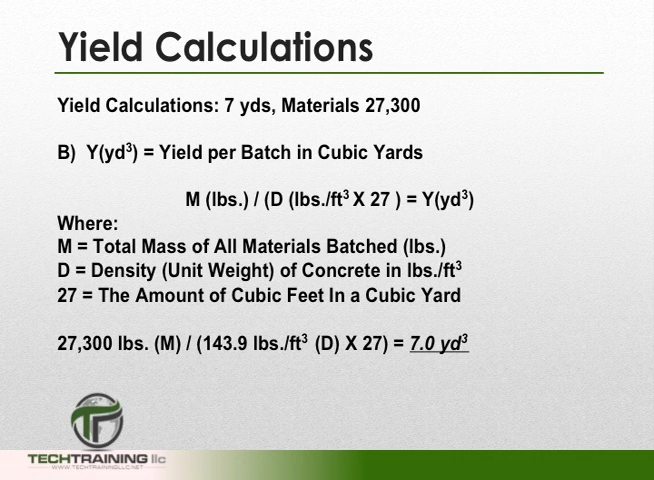 Yield Calculations
Yield Calculations: 7 yds, Materials 27,300
B) Y(yd³) = Yield per Batch in Cubic Yards
M (lbs.) / (D (lbs./ft³ X 27 ) = Y(yd³)
Where:
M = Total Mass of All Materials Batched (lbs.)
D = Density (Unit Weight) of Concrete in lbs./ft³
27 = The Amount of Cubic Feet In a Cubic Yard
27,300 lbs. (M) / (143.9 lbs./ft³ (D) X 27) = 7.0 yd³
TECHTRAINING llc
WWW.TECHTRAININGLLC.NET